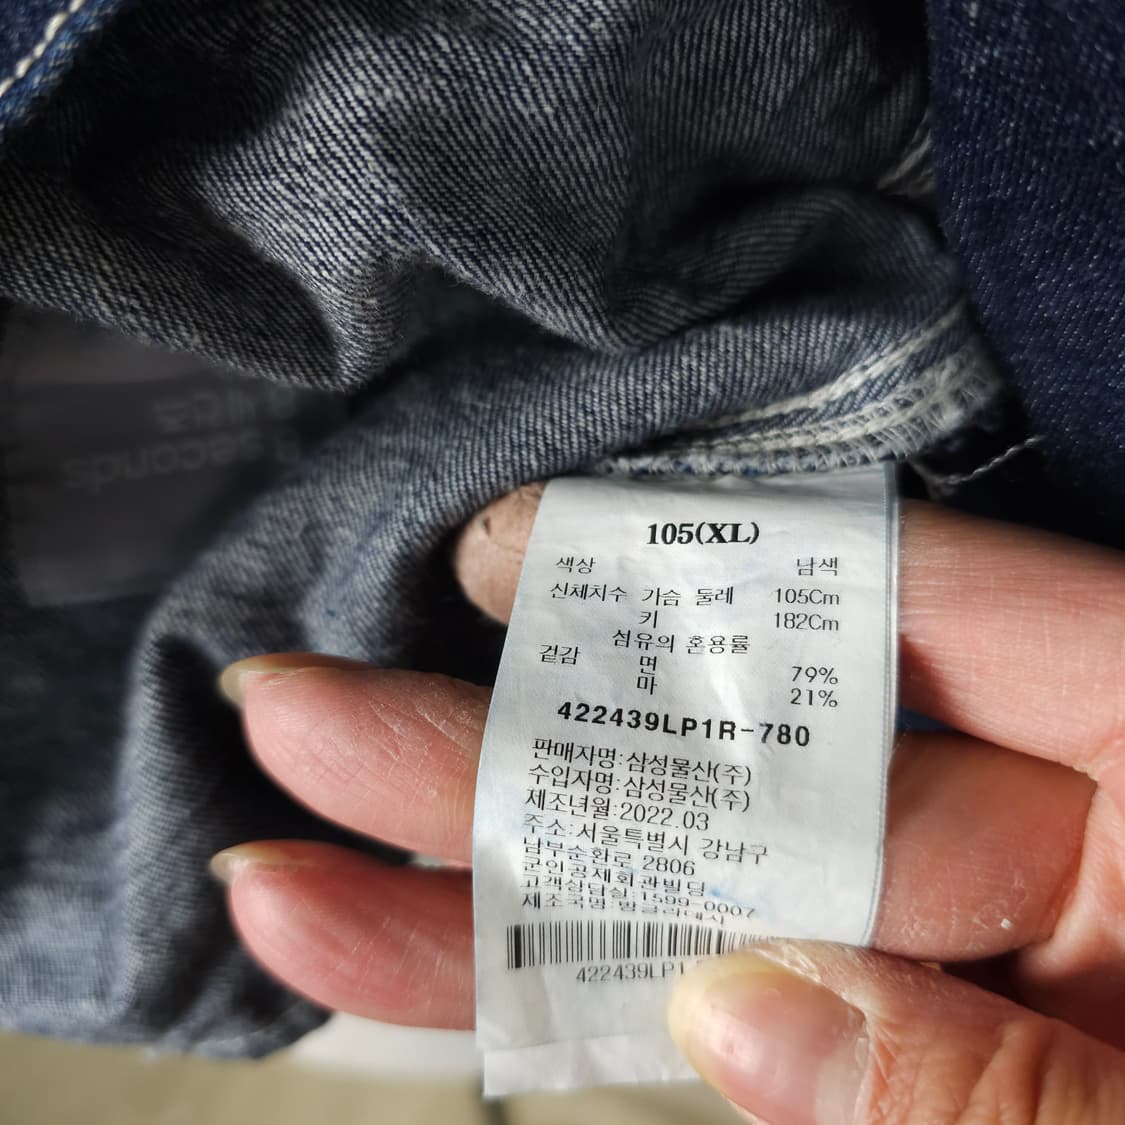 8seconds
105(XL)
색상 남색
신체치수 가슴 둘레 105Cm
키 182Cm
섬유의 혼용률
겉감 면 79%
마 21%
422439LP1R-780
판매자명:삼성물산(주)
수입자명:삼성물산(주)
제조년월:2022.03
주소:서울특별시 강남구
남부순환로 2806
군인공제회관빌딩
고객상담실:1599-0007
제조국명:방글라데시
422439LP1